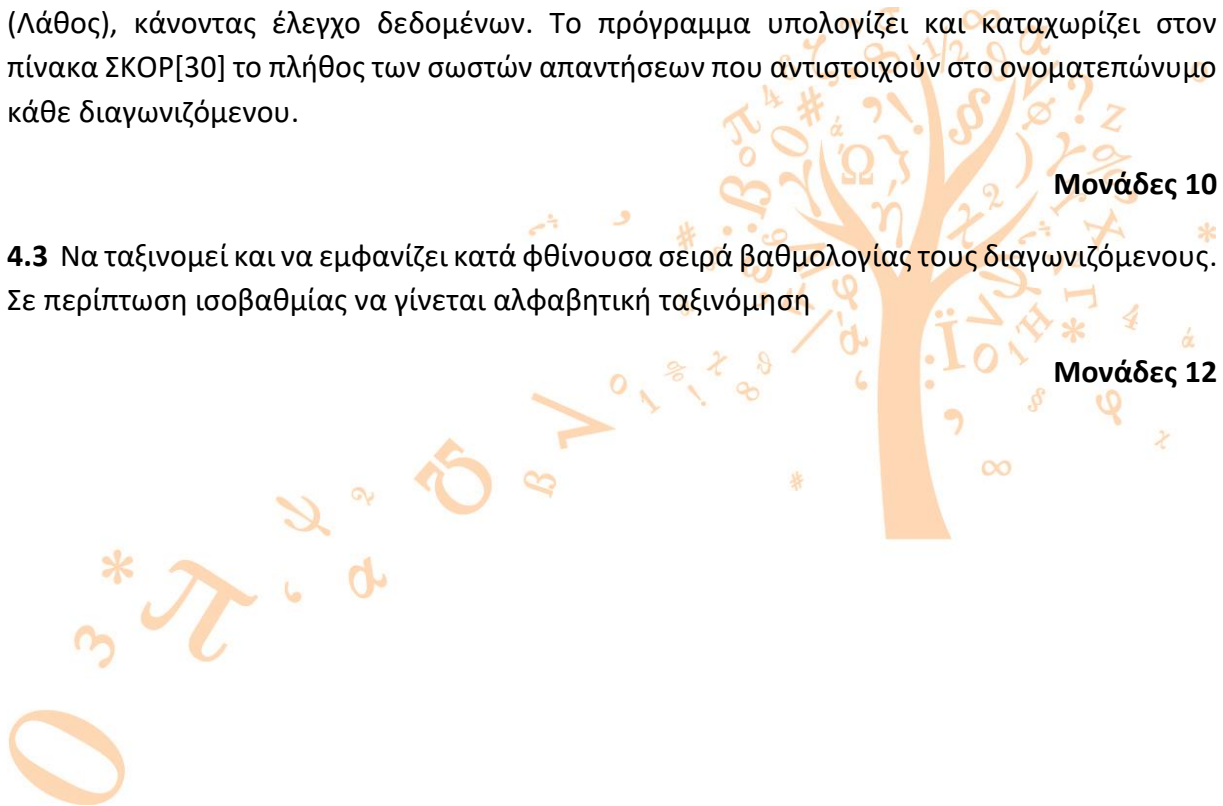 (Λάθος), κάνοντας έλεγχο δεδομένων. Το πρόγραμμα υπολογίζει και καταχωρίζει στον
πίνακα ΣΚΟΡ[30] το πλήθος των σωστών απαντήσεων που αντιστοιχούν στο ονοματεπώνυμο
κάθε διαγωνιζόμενου.
Μονάδες 10
4.3 Να ταξινομεί και να εμφανίζει κατά φθίνουσα σειρά βαθμολογίας τους διαγωνιζόμενους.
Σε περίπτωση ισοβαθμίας να γίνεται αλφαβητική ταξινόμηση
Μονάδες 12